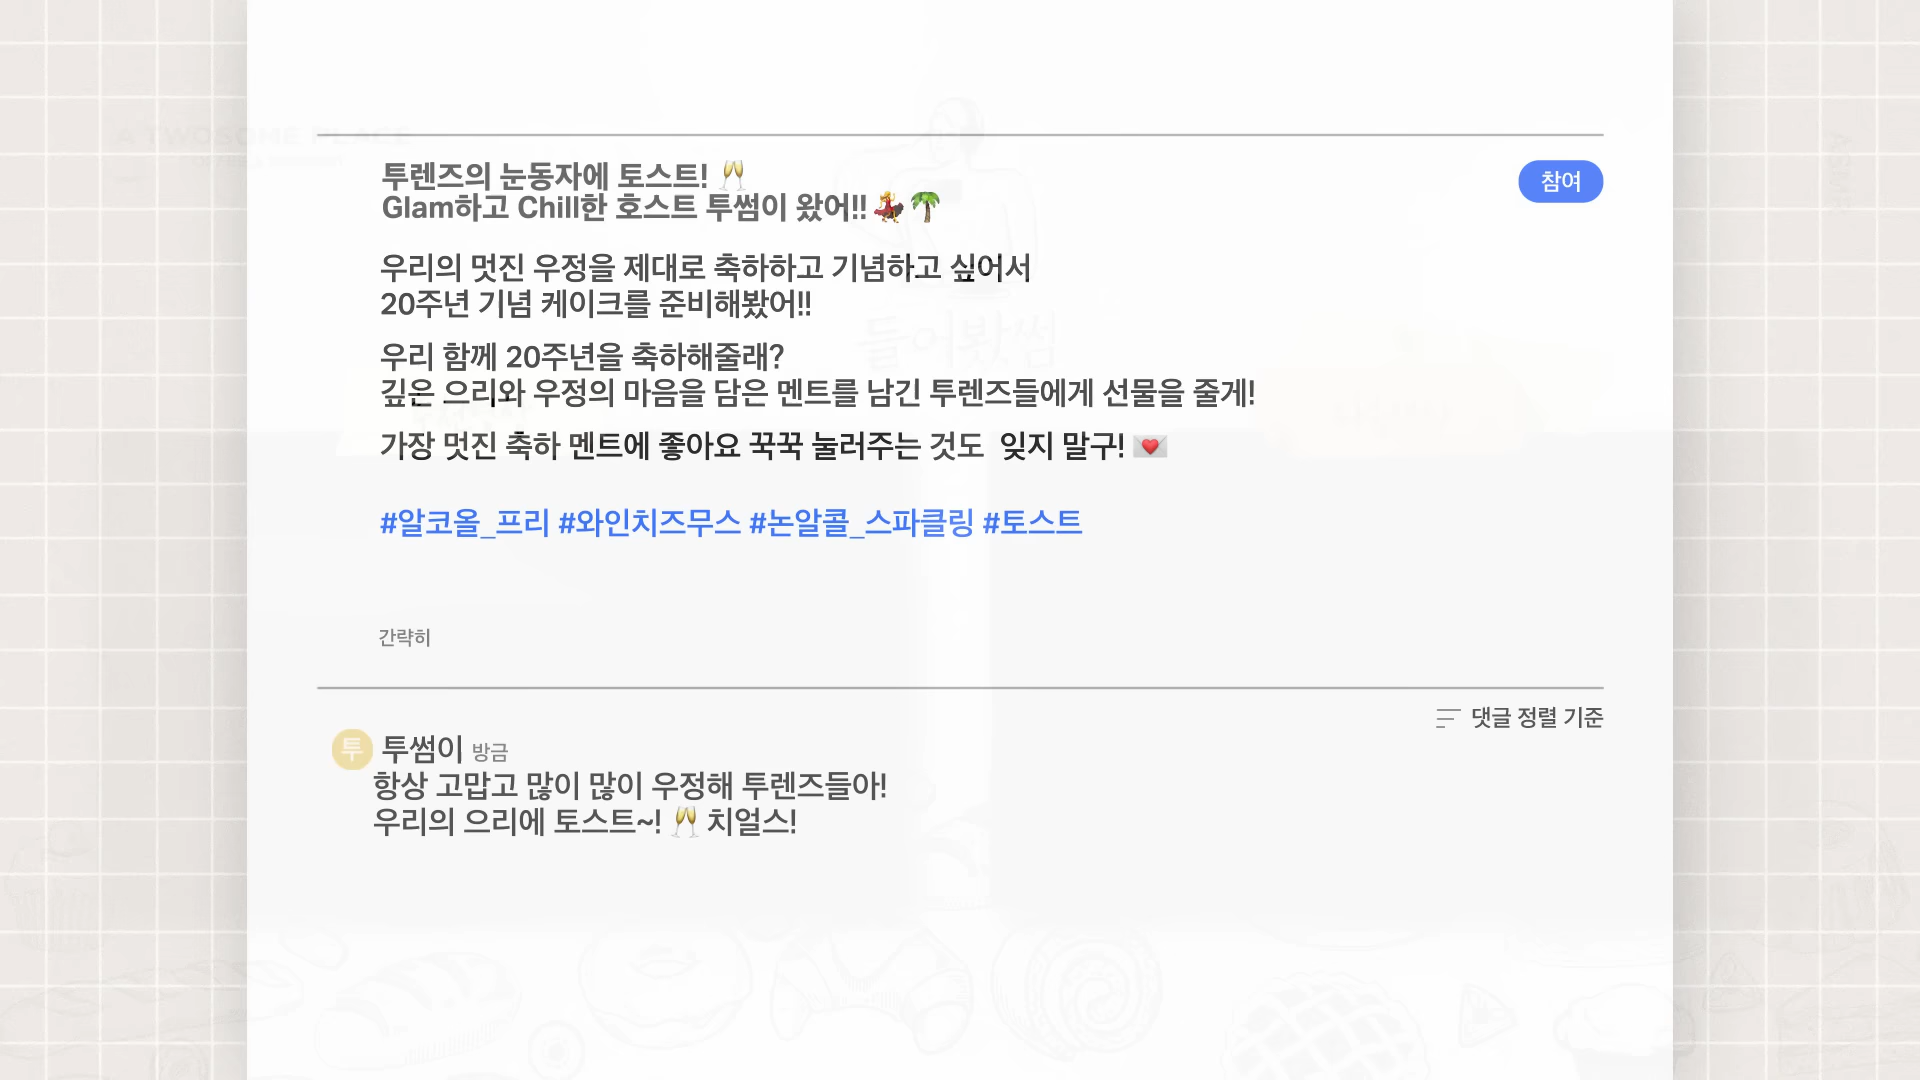 A TWOSOME PLACE
투렌즈의 눈동자에 토스트! 🥂
참여
Glam하고 Chill한 호스트 투썸이 왔어!! 💃🌴
우리의 멋진 우정을 제대로 축하하고 기념하고 싶어서
20주년 기념 케이크를 준비해봤어!!
들어봤썸
우리 함께 20주년을 축하해줄래?
깊은 으리와 우정의 마음을 담은 멘트를 남긴 투렌즈들에게 선물을 줄게!
가장 멋진 축하 멘트에 좋아요 꾹꾹 눌러주는 것도 잊지 말구! 💌
#알코올_프리 #와인치즈무스 #논알콜_스파클링 #토스트
간략히
댓글 정렬 기준
투 투썸이 방금
항상 고맙고 많이 많이 우정해 투렌즈들아!
우리의 으리에 토스트~! 🥂 치얼스!